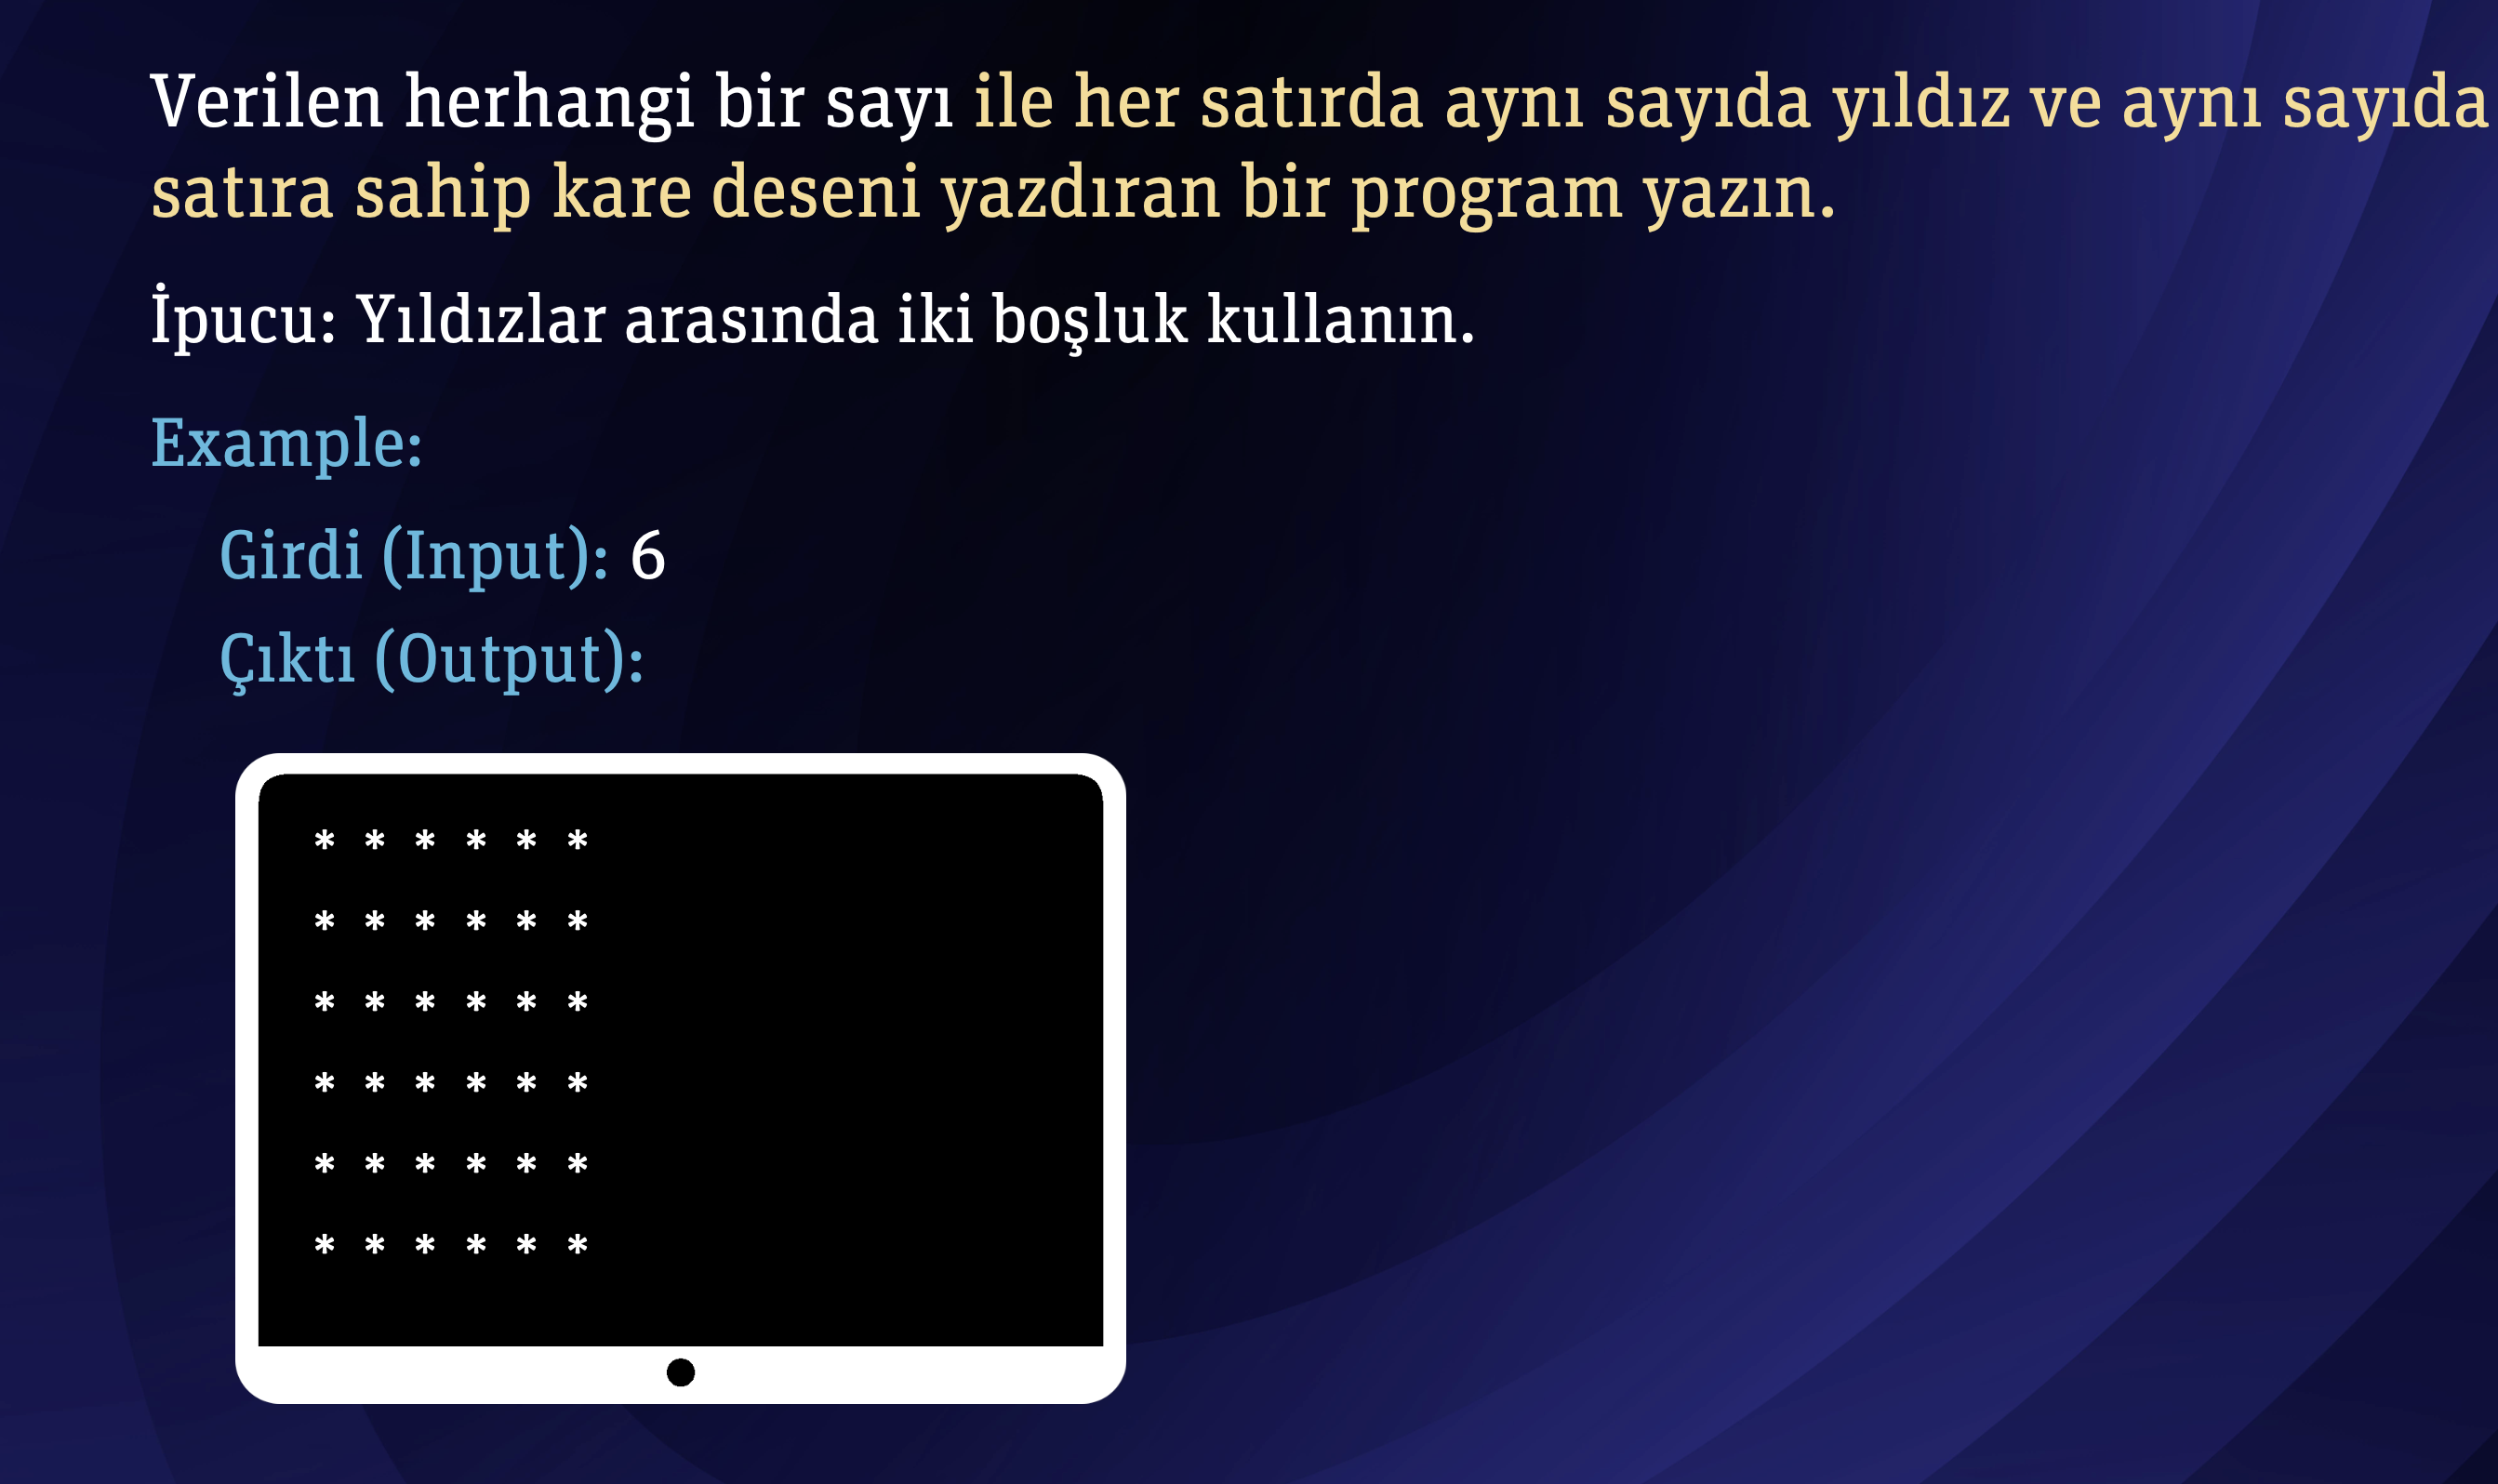 Verilen herhangi bir sayı ile her satırda aynı sayıda yıldız ve aynı sayıda
satıra sahip kare deseni yazdıran bir program yazın.
İpucu: Yıldızlar arasında iki boşluk kullanın.
Example:
Girdi (Input): 6
Çıktı (Output):
* * * * * *
* * * * * *
* * * * * *
* * * * * *
* * * * * *
* * * * * *